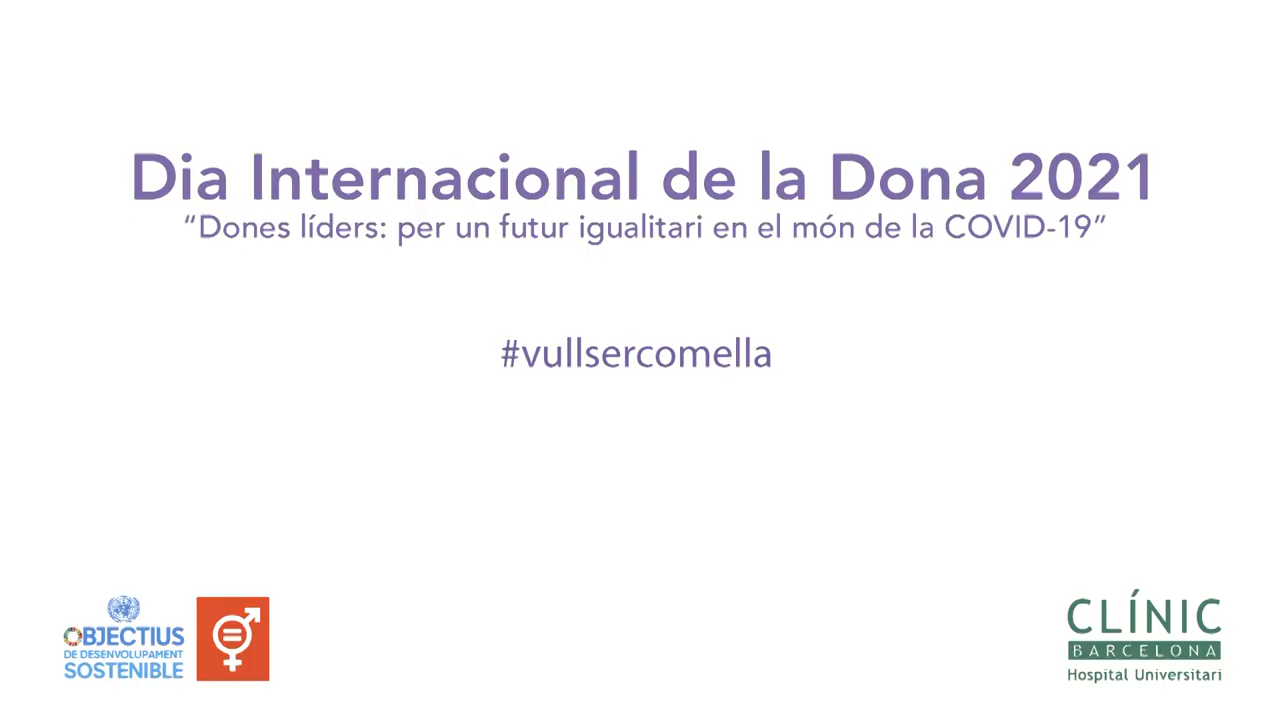 Dia Internacional de la Dona 2021
“Dones líders: per un futur igualitari en el món de la COVID-19”
#vullsercomella
OBJECTIUS
DE DESENVOLUPAMENT
SOSTENIBLE
CLÍNIC
BARCELONA
Hospital Universitari